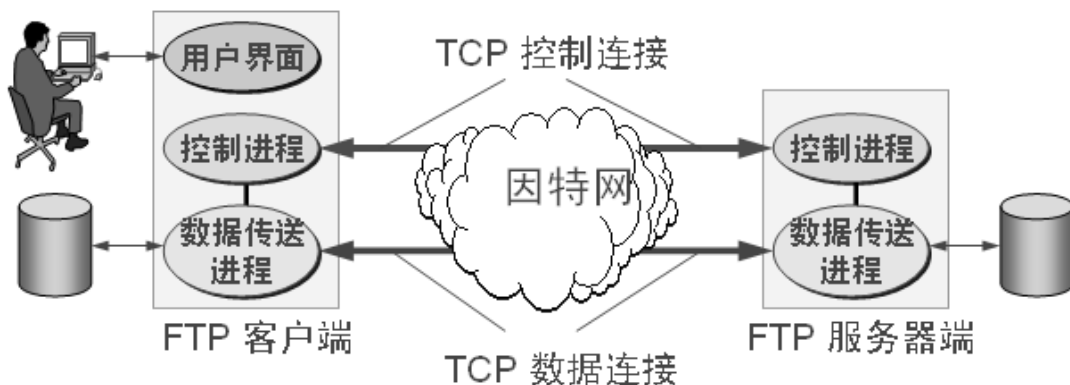 用户界面
TCP 控制连接
控制进程
因特网
控制进程
数据传送
进程
数据传送
进程
FTP 客户端
FTP 服务器端
TCP 数据连接